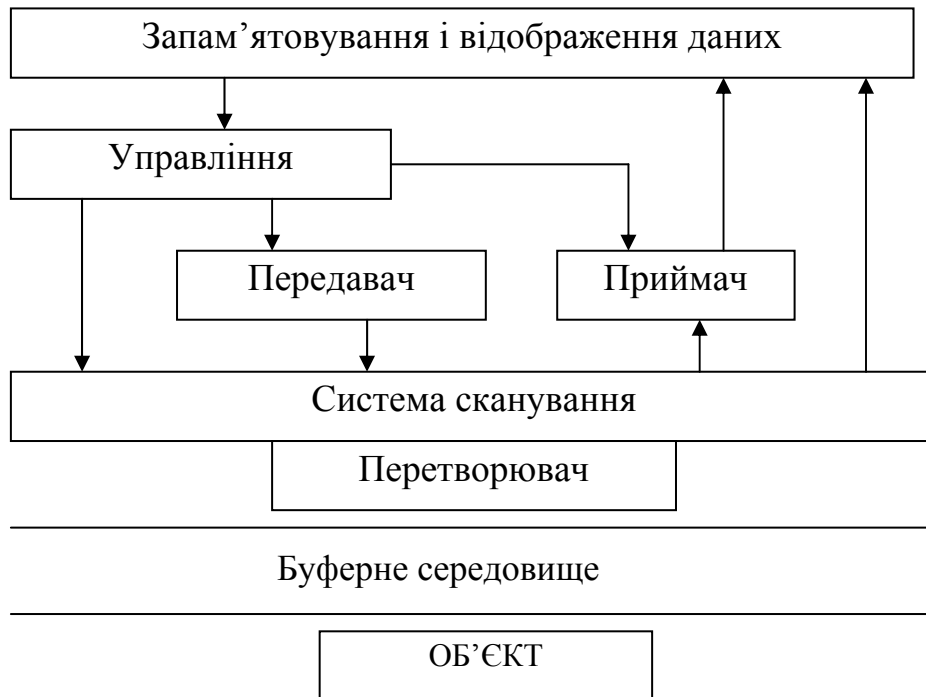 Запам’ятовування і відображення даних
Управління
Передавач
Приймач
Система сканування
Перетворювач
Буферне середовище
ОБ’ЄКТ